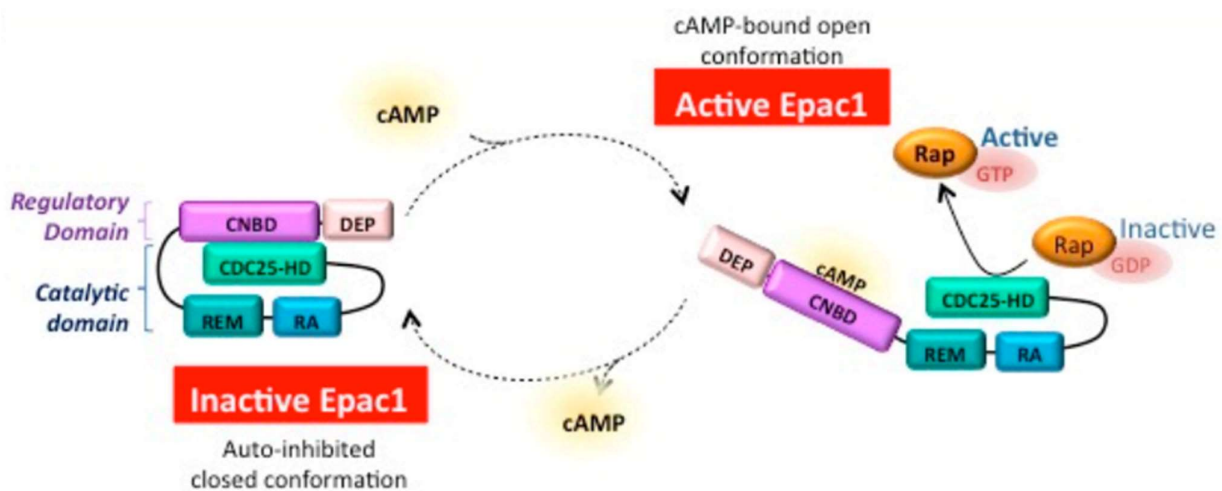 cAMP-bound open
conformation
Active Epac1
cAMP
Rap
Active
GTP
Regulatory
Domain
CNBD
DEP
CDC25-HD
Catalytic
domain
REM
RA
DEP
cAMP
CNBD
Rap
Inactive
GDP
CDC25-HD
REM
RA
Inactive Epac1
cAMP
Auto-inhibited
closed conformation